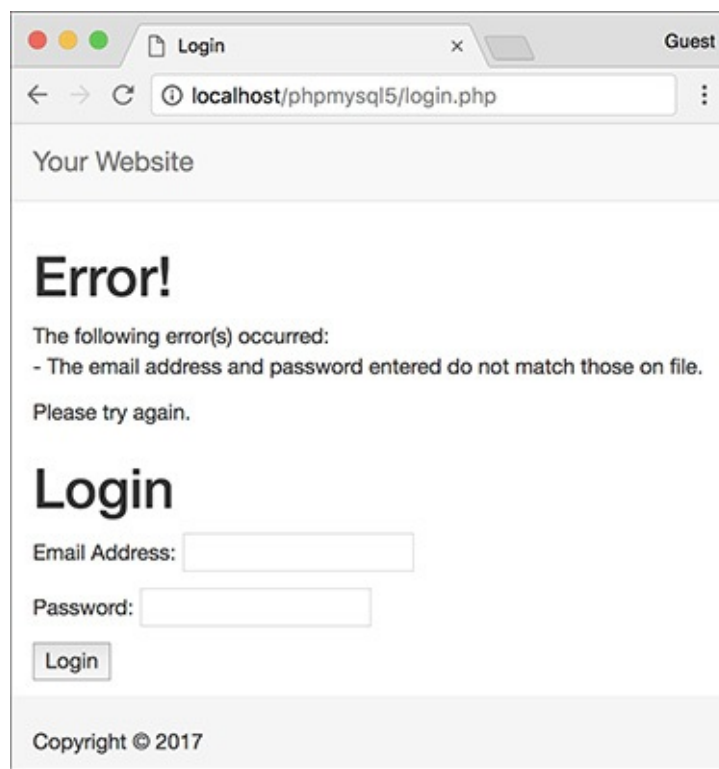 Login
Guest
localhost/phpmysql5/login.php
Your Website
Error!
The following error(s) occurred:
- The email address and password entered do not match those on file.
Please try again.
Login
Email Address:
Password:
Login
Copyright © 2017